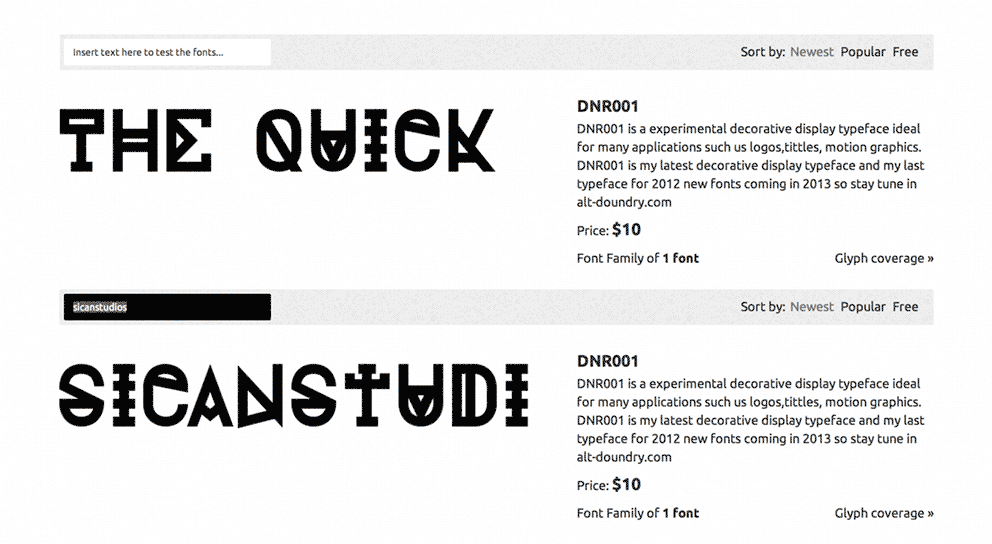 Insert text here to test the fonts...
Sort by: Newest Popular Free
THE QUICK
DNR001
DNR001 is a experimental decorative display typeface ideal
for many applications such us logos,tittles, motion graphics.
DNR001 is my latest decorative display typeface and my last
typeface for 2012 new fonts coming in 2013 so stay tune in
alt-doundry.com
Price: $10
Font Family of 1 font
Glyph coverage »
sicanstudios
Sort by: Newest Popular Free
SICANSTUDI
DNR001
DNR001 is a experimental decorative display typeface ideal
for many applications such us logos,tittles, motion graphics.
DNR001 is my latest decorative display typeface and my last
typeface for 2012 new fonts coming in 2013 so stay tune in
alt-doundry.com
Price: $10
Font Family of 1 font
Glyph coverage »